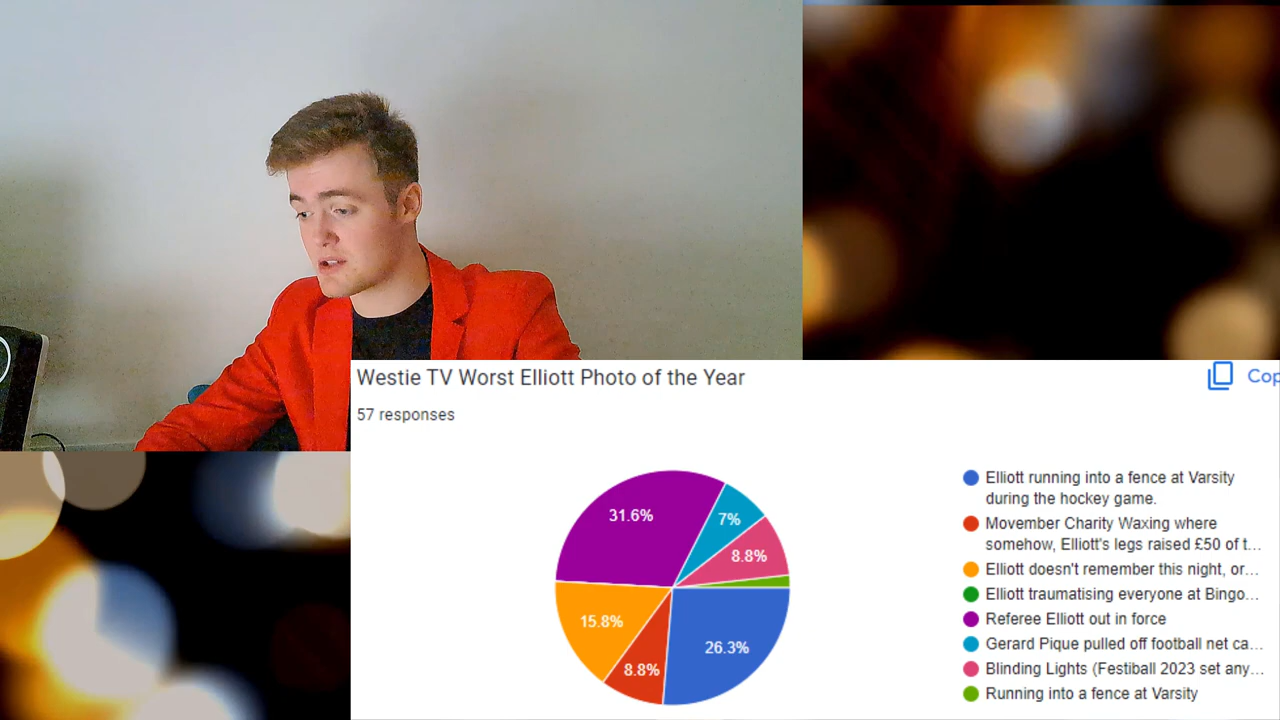 Westie TV Worst Elliott Photo of the Year
Cop
57 responses
31.6%
7%
8.8%
15.8%
8.8%
26.3%
Elliott running into a fence at Varsity
during the hockey game.
Movember Charity Waxing where
somehow, Elliott's legs raised £50 of t…
Elliott doesn't remember this night, or…
Elliott traumatising everyone at Bingo…
Referee Elliott out in force
Gerard Pique pulled off football net ca…
Blinding Lights (Festiball 2023 set any…
Running into a fence at Varsity